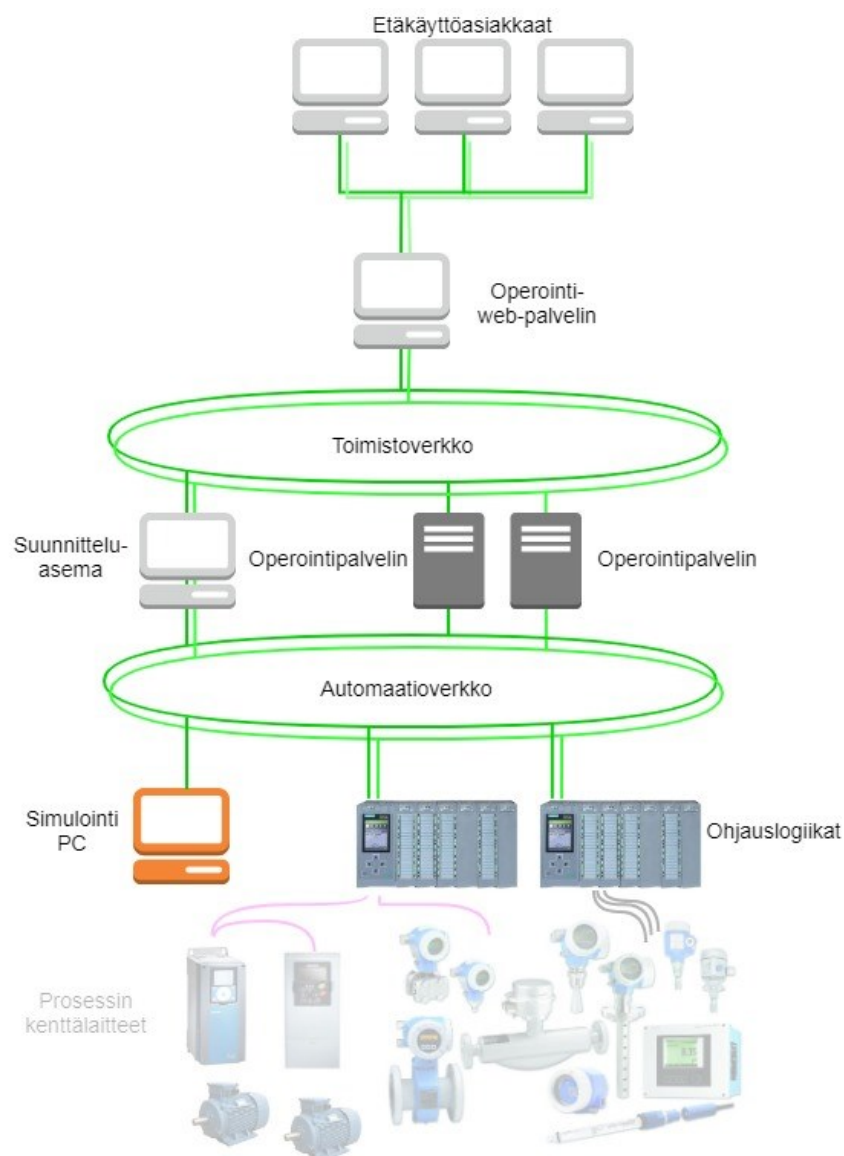 Etäkäyttöasiakkaat
Operointi-
web-palvelin
Toimistoverkko
Suunnittelu-
asema
Operointipalvelin
Operointipalvelin
Automaatioverkko
Simulointi
PC
Ohjauslogiikat
Prosessin
kenttälaitteet